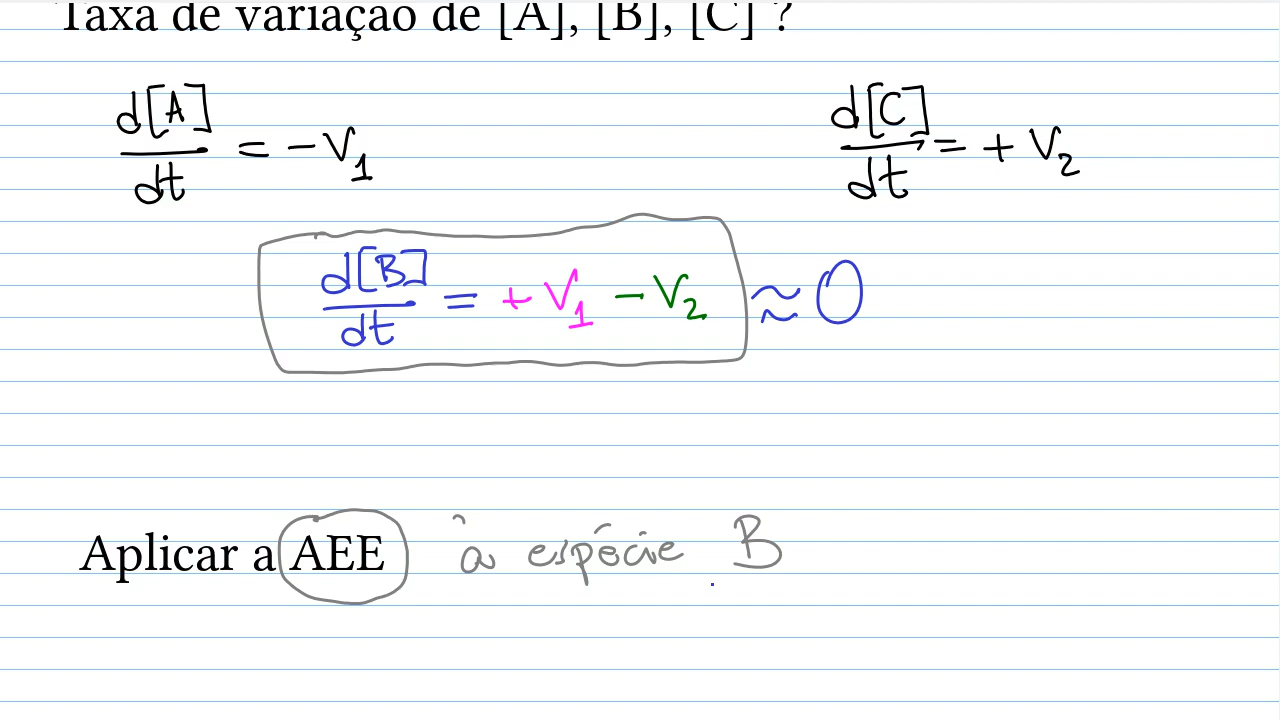 Taxa de variação de [A], [B], [C] ?
d[A]/dt = - V1
d[C]/dt = + V2
d[B]/dt = + V1 - V2 ≈ 0
Aplicar a AEE à espécie B